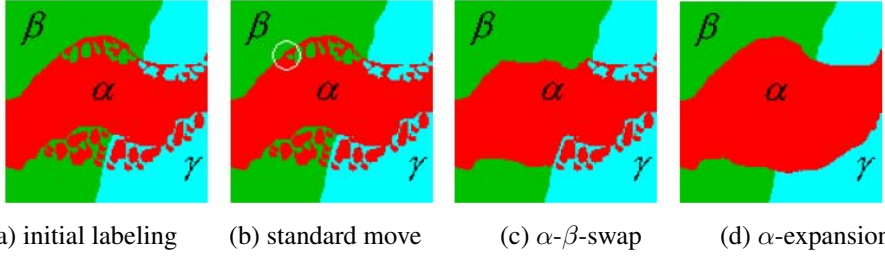 β α γ β α γ β α γ β α γ
a) initial labeling (b) standard move (c) α-β-swap (d) α-expansion